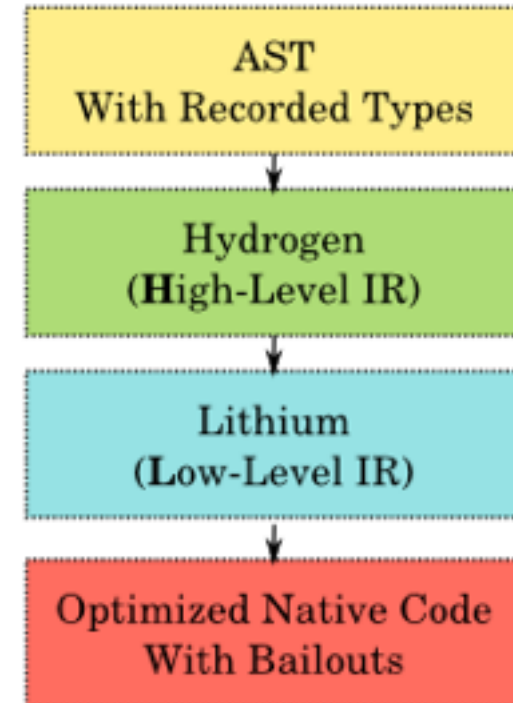 AST
With Recorded Types
Hydrogen
(High-Level IR)
Lithium
(Low-Level IR)
Optimized Native Code
With Bailouts